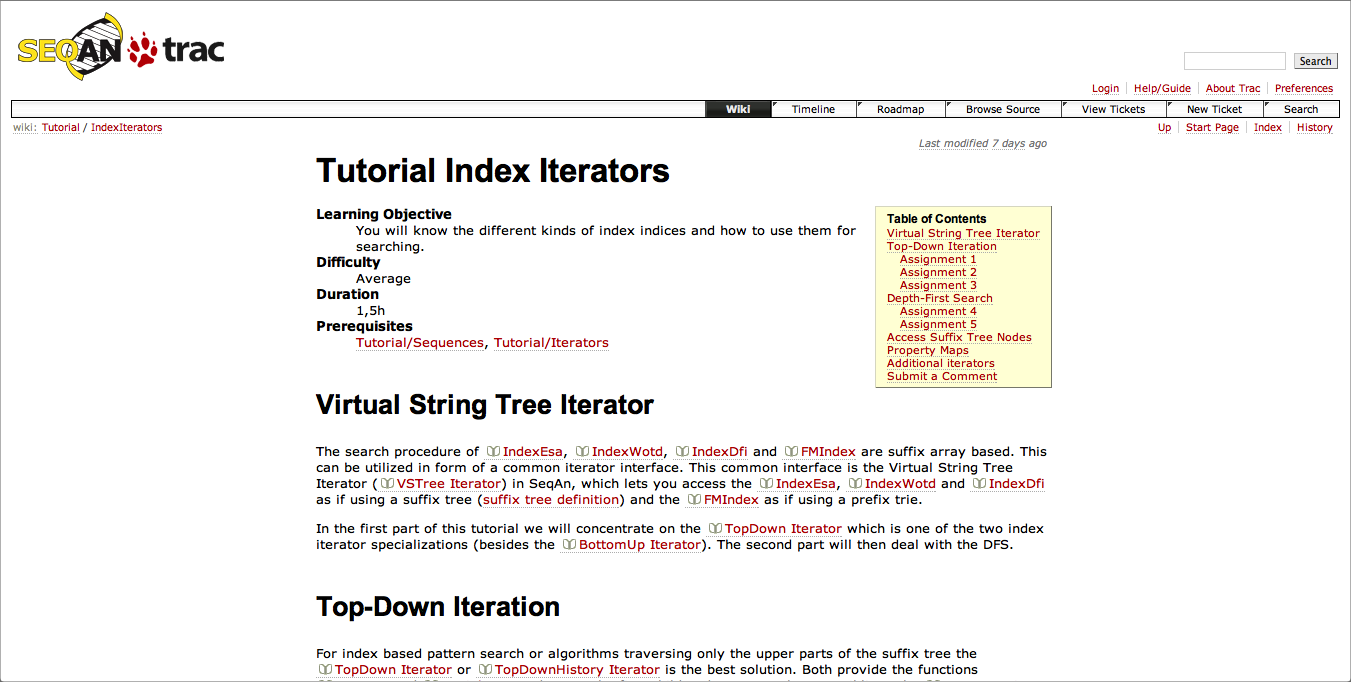 SEQAN trac
Search
Login Help/Guide About Trac Preferences
Wiki Timeline Roadmap Browse Source View Tickets New Ticket Search
wiki: Tutorial / IndexIterators
Up Start Page Index History
Last modified 7 days ago
Tutorial Index Iterators
Learning Objective
You will know the different kinds of index indices and how to use them for
searching.
Difficulty
Average
Duration
1,5h
Prerequisites
Tutorial/Sequences, Tutorial/Iterators
Table of Contents
Virtual String Tree Iterator
Top-Down Iteration
Assignment 1
Assignment 2
Assignment 3
Depth-First Search
Assignment 4
Assignment 5
Access Suffix Tree Nodes
Property Maps
Additional iterators
Submit a Comment
Virtual String Tree Iterator
The search procedure of IndexEsa, IndexWotd, IndexDfi and FMIndex are suffix array based. This
can be utilized in form of a common iterator interface. This common interface is the Virtual String Tree
Iterator (VSTree Iterator) in SeqAn, which lets you access the IndexEsa, IndexWotd and IndexDfi
as if using a suffix tree (suffix tree definition) and the FMIndex as if using a prefix trie.
In the first part of this tutorial we will concentrate on the TopDown Iterator which is one of the two index
iterator specializations (besides the BottomUp Iterator). The second part will then deal with the DFS.
Top-Down Iteration
For index based pattern search or algorithms traversing only the upper parts of the suffix tree the
TopDown Iterator or TopDownHistory Iterator is the best solution. Both provide the functions